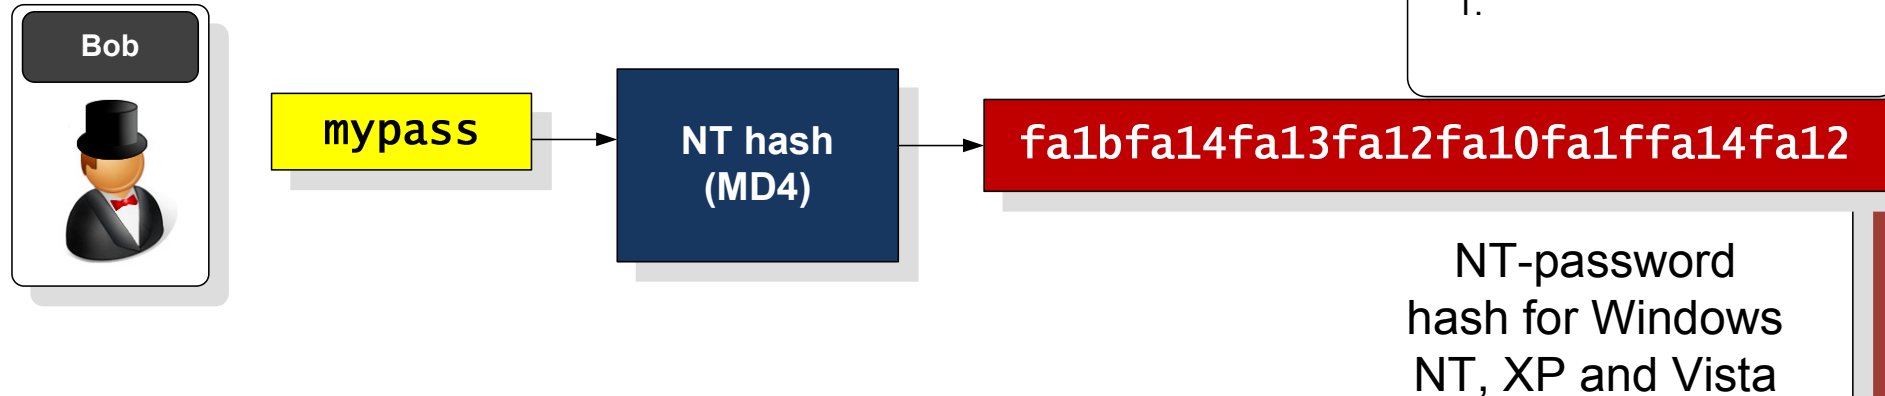 Bob
mypass
NT hash
(MD4)
fa1bfa14fa13fa12fa10fa1ffa14fa12
NT-password
hash for Windows
NT, XP and Vista